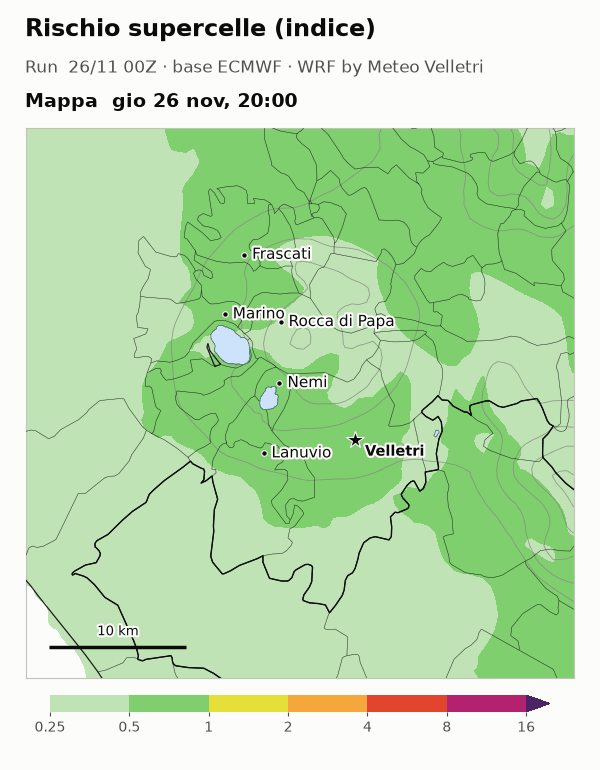 Rischio supercelle (indice)
Run  26/11 00Z · base ECMWF · WRF by Meteo Velletri
Mappa  gio 26 nov, 20:00
Frascati
Marino
Rocca di Papa
Nemi
Velletri
Lanuvio
10 km
0.25 0.5 1 2 4 8 16